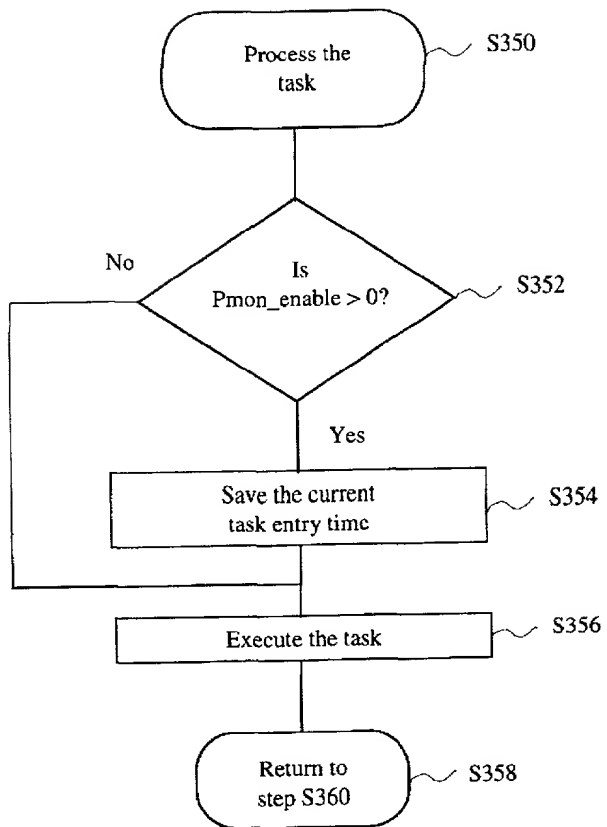 Process the
task
S350
No
Is
Pmon_enable > 0?
S352
Yes
Save the current
task entry time
S354
Execute the task
S356
Return to
step S360
S358